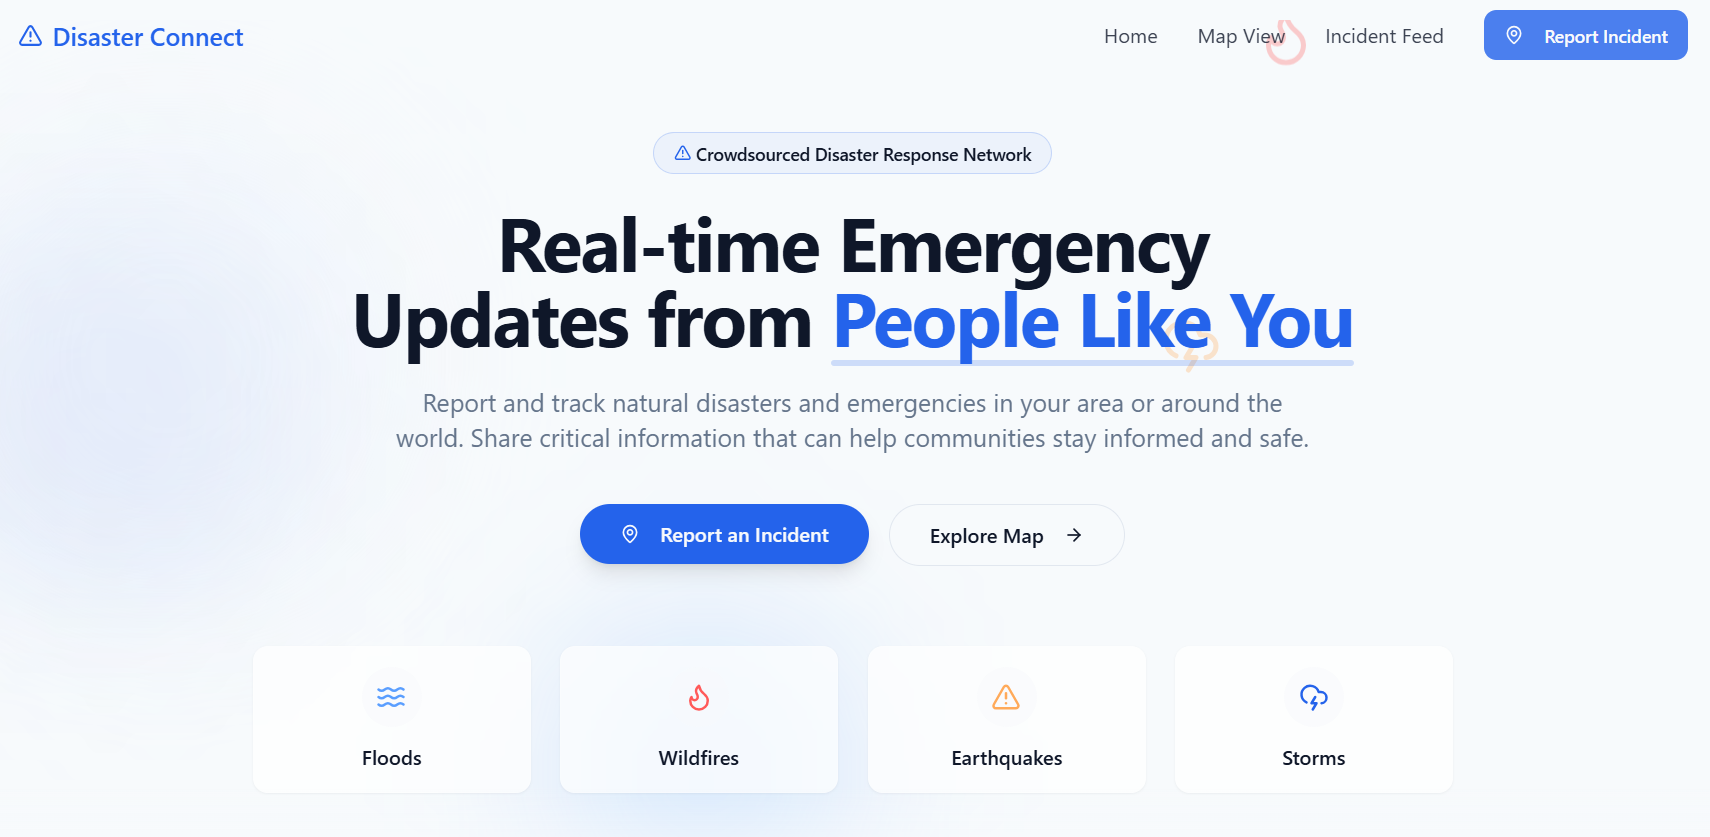 Disaster Connect
Home
Map View
Incident Feed
Report Incident
Crowdsourced Disaster Response Network
Real-time Emergency
Updates from People Like You
Report and track natural disasters and emergencies in your area or around the
world. Share critical information that can help communities stay informed and safe.
Report an Incident
Explore Map
Floods
Wildfires
Earthquakes
Storms